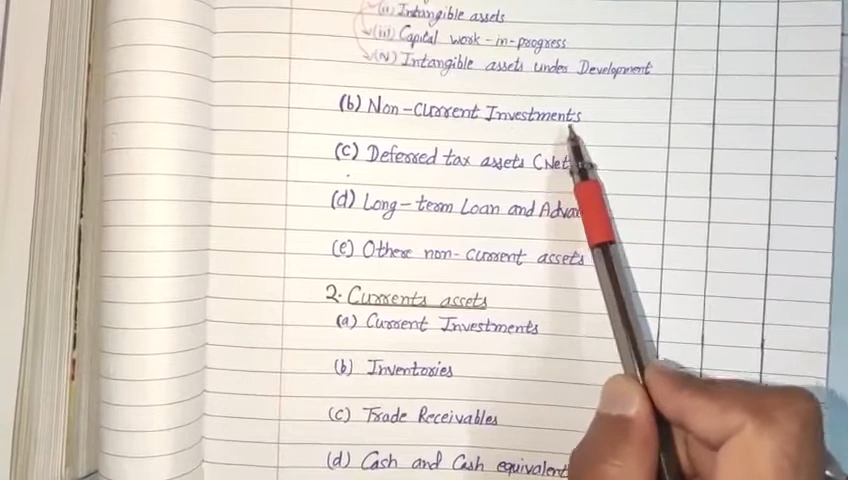 (ii) Intangible assets
(iii) Capital work-in-progress
(iv) Intangible assets under Development
(b) Non-Current Investments
(c) Deferred tax assets (Net
(d) Long-term Loan and Adva
(e) Othere non-current assets
2. Currents assets
(a) Current Investments
(b) Inventories
(c) Trade Receivables
(d) Cash and Cash equivalent